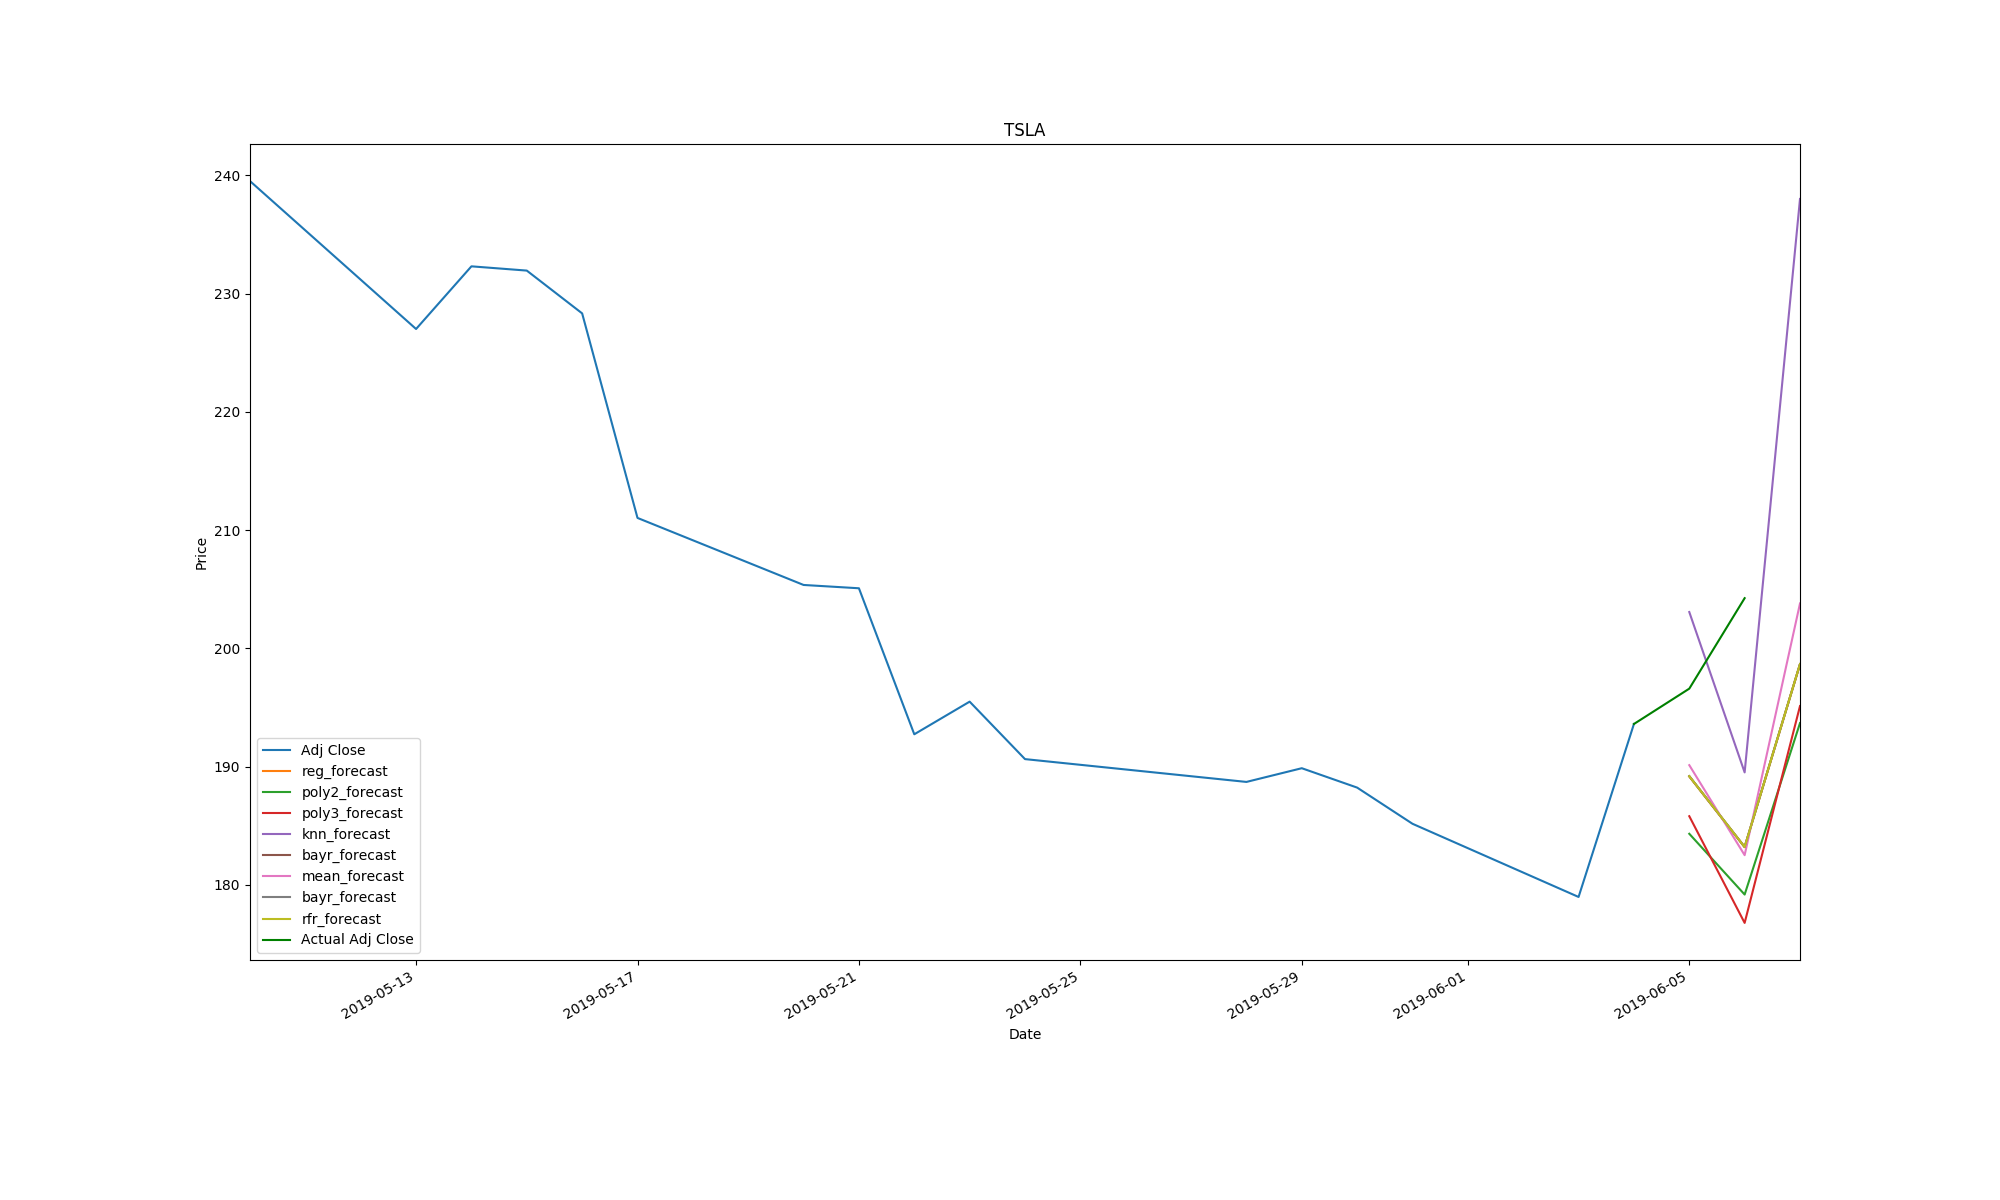 TSLA
240
230
220
210
200
190
180
Price
Adj Close
reg_forecast
poly2_forecast
poly3_forecast
knn_forecast
bayr_forecast
mean_forecast
bayr_forecast
rfr_forecast
Actual Adj Close
2019-05-13
2019-05-17
2019-05-21
2019-05-25
2019-05-29
2019-06-01
2019-06-05
Date